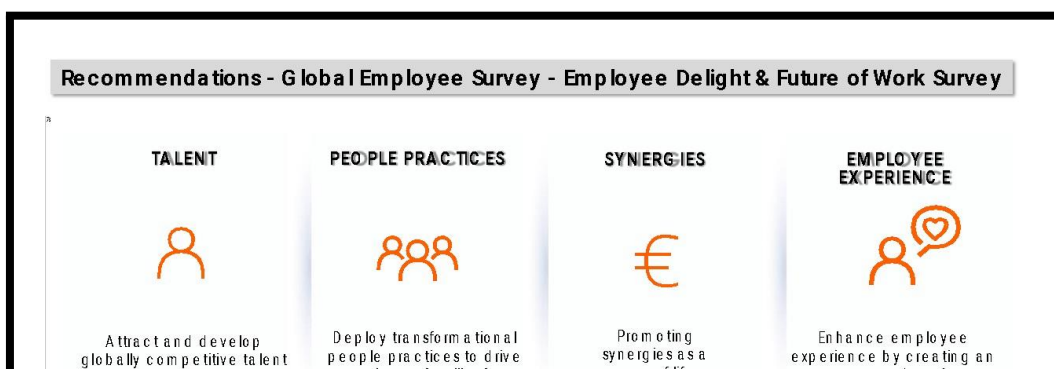 Recommendations - Global Employee Survey - Employee Delight & Future of Work Survey
a
TALENT
Attract and develop
globally competitive talent
PEOPLE PRACTICES
Deploy transformational
people practices to drive
SYNERGIES
€
Promoting
synergies as a
EMPLOYEE
EXPERIENCE
Enhance employee
experience by creating an